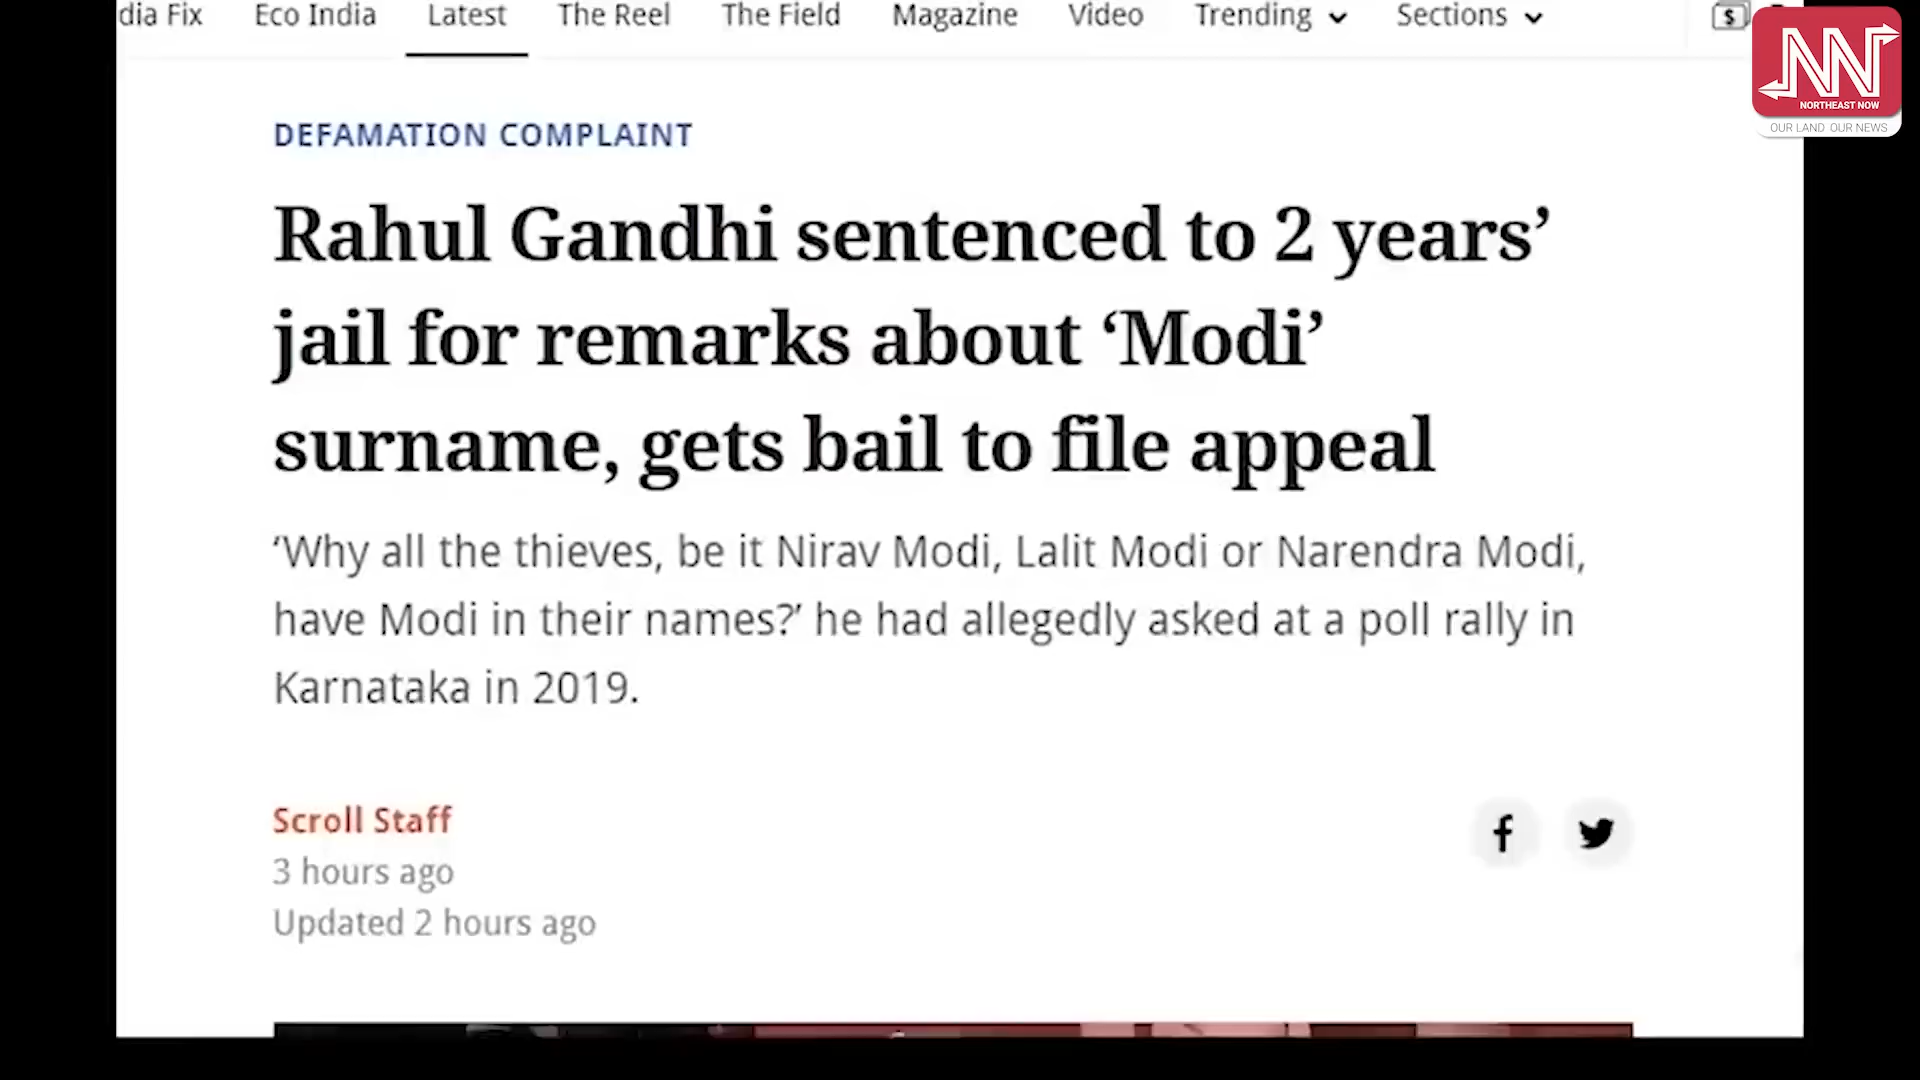 dia Fix Eco India Latest The Reel The Field Magazine Video Trending Sections
NN
NORTHEAST NOW
OUR LAND OUR NEWS
DEFAMATION COMPLAINT
Rahul Gandhi sentenced to 2 years’
jail for remarks about ‘Modi’
surname, gets bail to file appeal
‘Why all the thieves, be it Nirav Modi, Lalit Modi or Narendra Modi,
have Modi in their names?’ he had allegedly asked at a poll rally in
Karnataka in 2019.
Scroll Staff
3 hours ago
Updated 2 hours ago